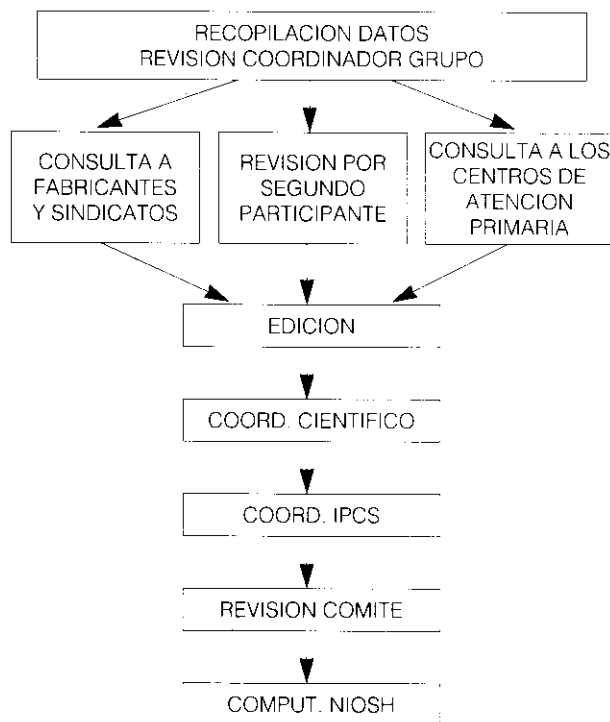 RECOPILACION DATOS
REVISION COORDINADOR GRUPO
CONSULTA A
FABRICANTES
Y SINDICATOS
REVISION POR
SEGUNDO
PARTICIPANTE
CONSULTA A LOS
CENTROS DE
ATENCION
PRIMARIA
EDICION
COORD. CIENTIFICO
COORD. IPCS
REVISION COMITE
COMPUT. NIOSH